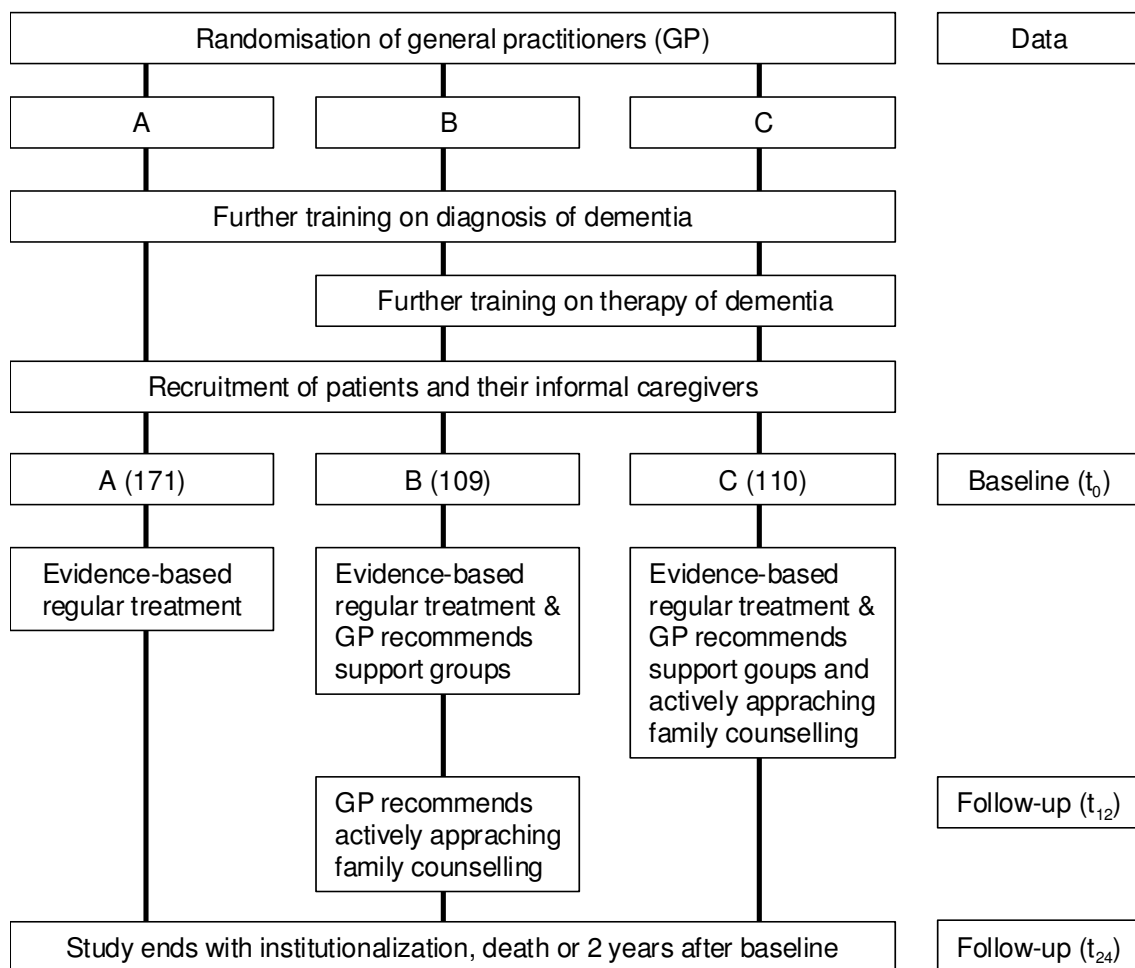 Randomisation of general practitioners (GP)
Data
A
B
C
Further training on diagnosis of dementia
Further training on therapy of dementia
Recruitment of patients and their informal caregivers
A (171)
B (109)
C (110)
Baseline (t0)
Evidence-based
regular treatment
Evidence-based
regular treatment &
GP recommends
support groups
Evidence-based
regular treatment &
GP recommends
support goups and
actively appraching
family counselling
GP recommends
actively appraching
family counselling
Follow-up (t12)
Study ends with institutionalization, death or 2 years after baseline
Follow-up (t24)